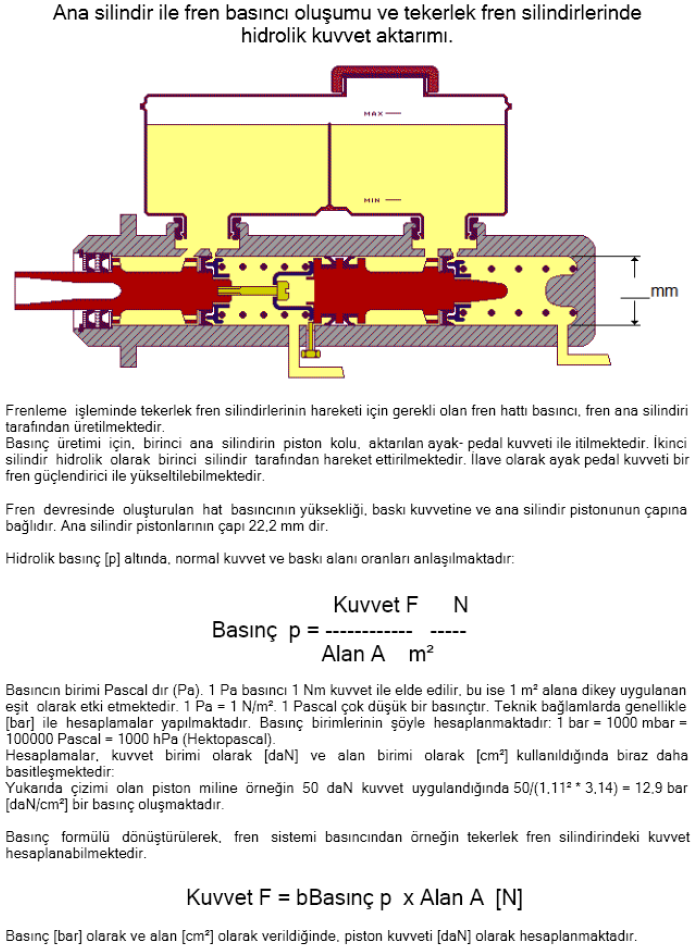 Ana silindir ile fren basıncı oluşumu ve tekerlek fren silindirlerinde
hidrolik kuvvet aktarımı.
MAX
MIN
mm
Frenleme işleminde tekerlek fren silindirlerinin hareketi için gerekli olan fren hattı basıncı, fren ana silindiri
tarafından üretilmektedir.
Basınç üretimi için, birinci ana silindirin piston kolu, aktarılan ayak- pedal kuvveti ile itilmektedir. İkinci
silindir hidrolik olarak birinci silindir tarafından hareket ettirilmektedir. İlave olarak ayak pedal kuvveti bir
fren güçlendirici ile yükseltilebilmektedir.
Fren devresinde oluşturulan hat basıncının yüksekliği, baskı kuvvetine ve ana silindir pistonunun çapına
bağlıdır. Ana silindir pistonlarının çapı 22,2 mm dir.
Hidrolik basınç [p] altında, normal kuvvet ve baskı alanı oranları anlaşılmaktadır:
Kuvvet F N
Basınç p = ------------ -----
Alan A m²
Basıncın birimi Pascal dır (Pa). 1 Pa basıncı 1 Nm kuvvet ile elde edilir, bu ise 1 m² alana dikey uygulanan
eşit olarak etki etmektedir. 1 Pa = 1 N/m². 1 Pascal çok düşük bir basınçtır. Teknik bağlamlarda genellikle
[bar] ile hesaplamalar yapılmaktadır. Basınç birimlerinin şöyle hesaplanmaktadır: 1 bar = 1000 mbar =
100000 Pascal = 1000 hPa (Hektopascal).
Hesaplamalar, kuvvet birimi olarak [daN] ve alan birimi olarak [cm²] kullanıldığında biraz daha
basitleşmektedir:
Yukarıda çizimi olan piston miline örneğin 50 daN kuvvet uygulandığında 50/(1,11² * 3,14) = 12,9 bar
[daN/cm²] bir basınç oluşmaktadır.
Basınç formülü dönüştürülerek, fren sistemi basıncından örneğin tekerlek fren silindirindeki kuvvet
hesaplanabilmektedir.
Kuvvet F = bBasınç p x Alan A [N]
Basınç [bar] olarak ve alan [cm²] olarak verildiğinde, piston kuvveti [daN] olarak hesaplanmaktadır.